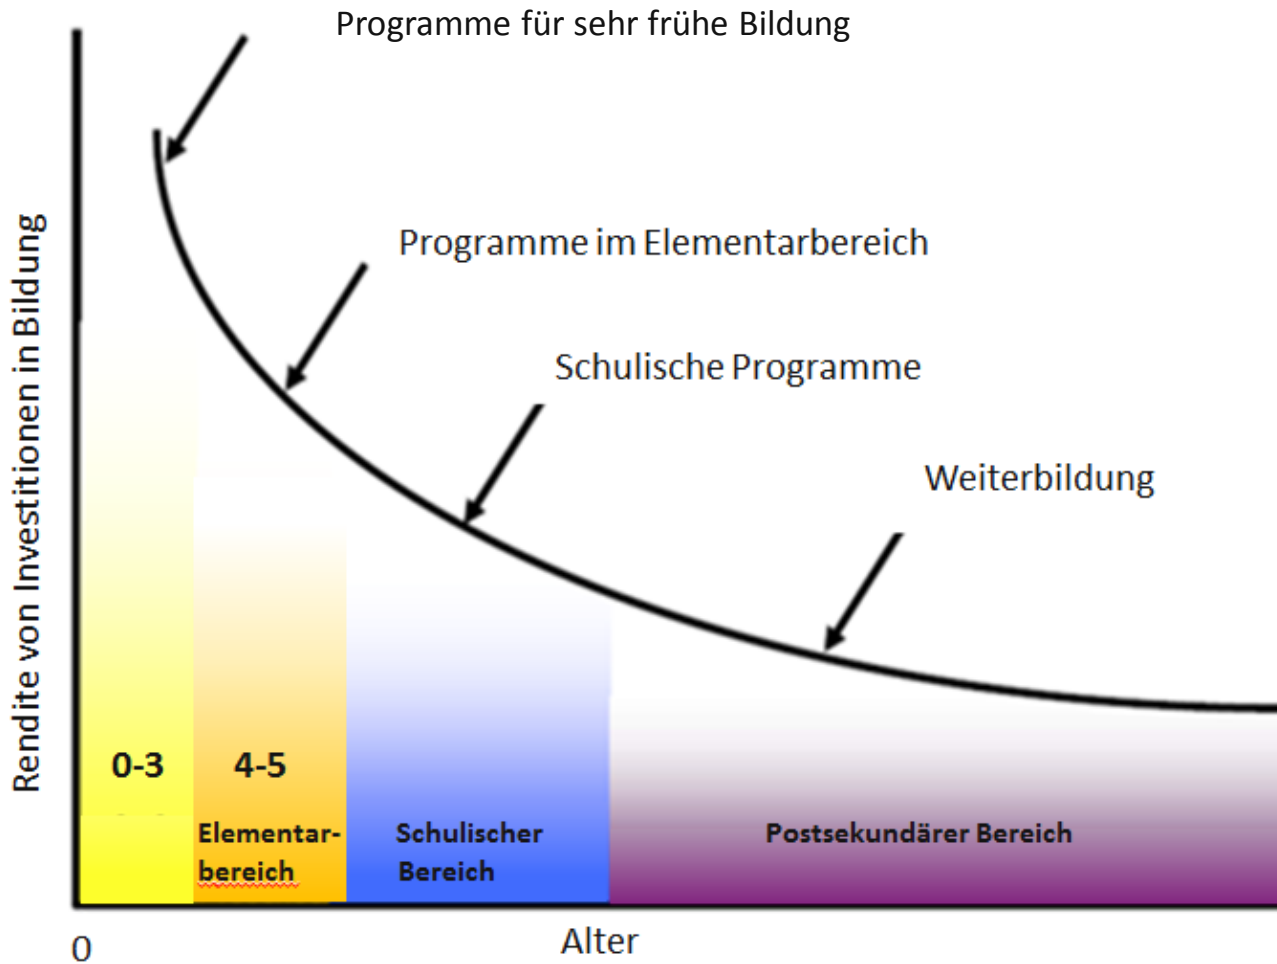 Programme für sehr frühe Bildung
Programme im Elementarbereich
Schulische Programme
Weiterbildung
Rendite von Investitionen in Bildung
0-3
4-5
Elementar-
bereich
Schulischer
Bereich
Postsekundärer Bereich
0
Alter